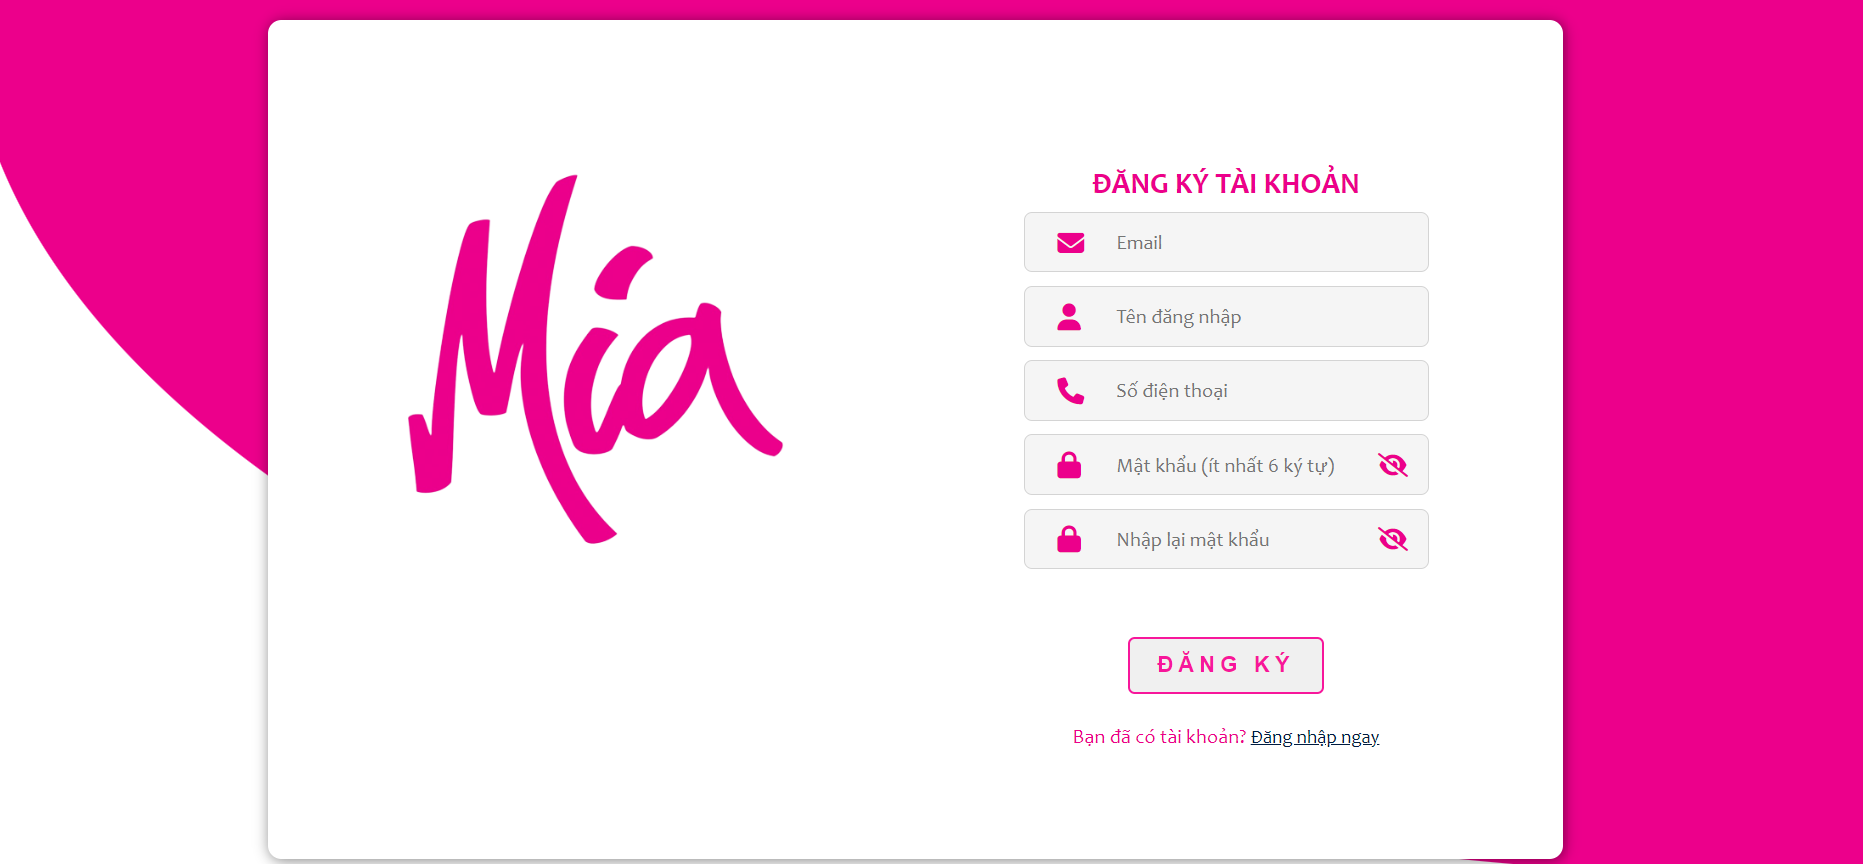 Mia
ĐĂNG KÝ TÀI KHOẢN
Email
Tên đăng nhập
Số điện thoại
Mật khẩu (ít nhất 6 ký tự)
Nhập lại mật khẩu
ĐĂNG KÝ
Bạn đã có tài khoản? Đăng nhập ngay